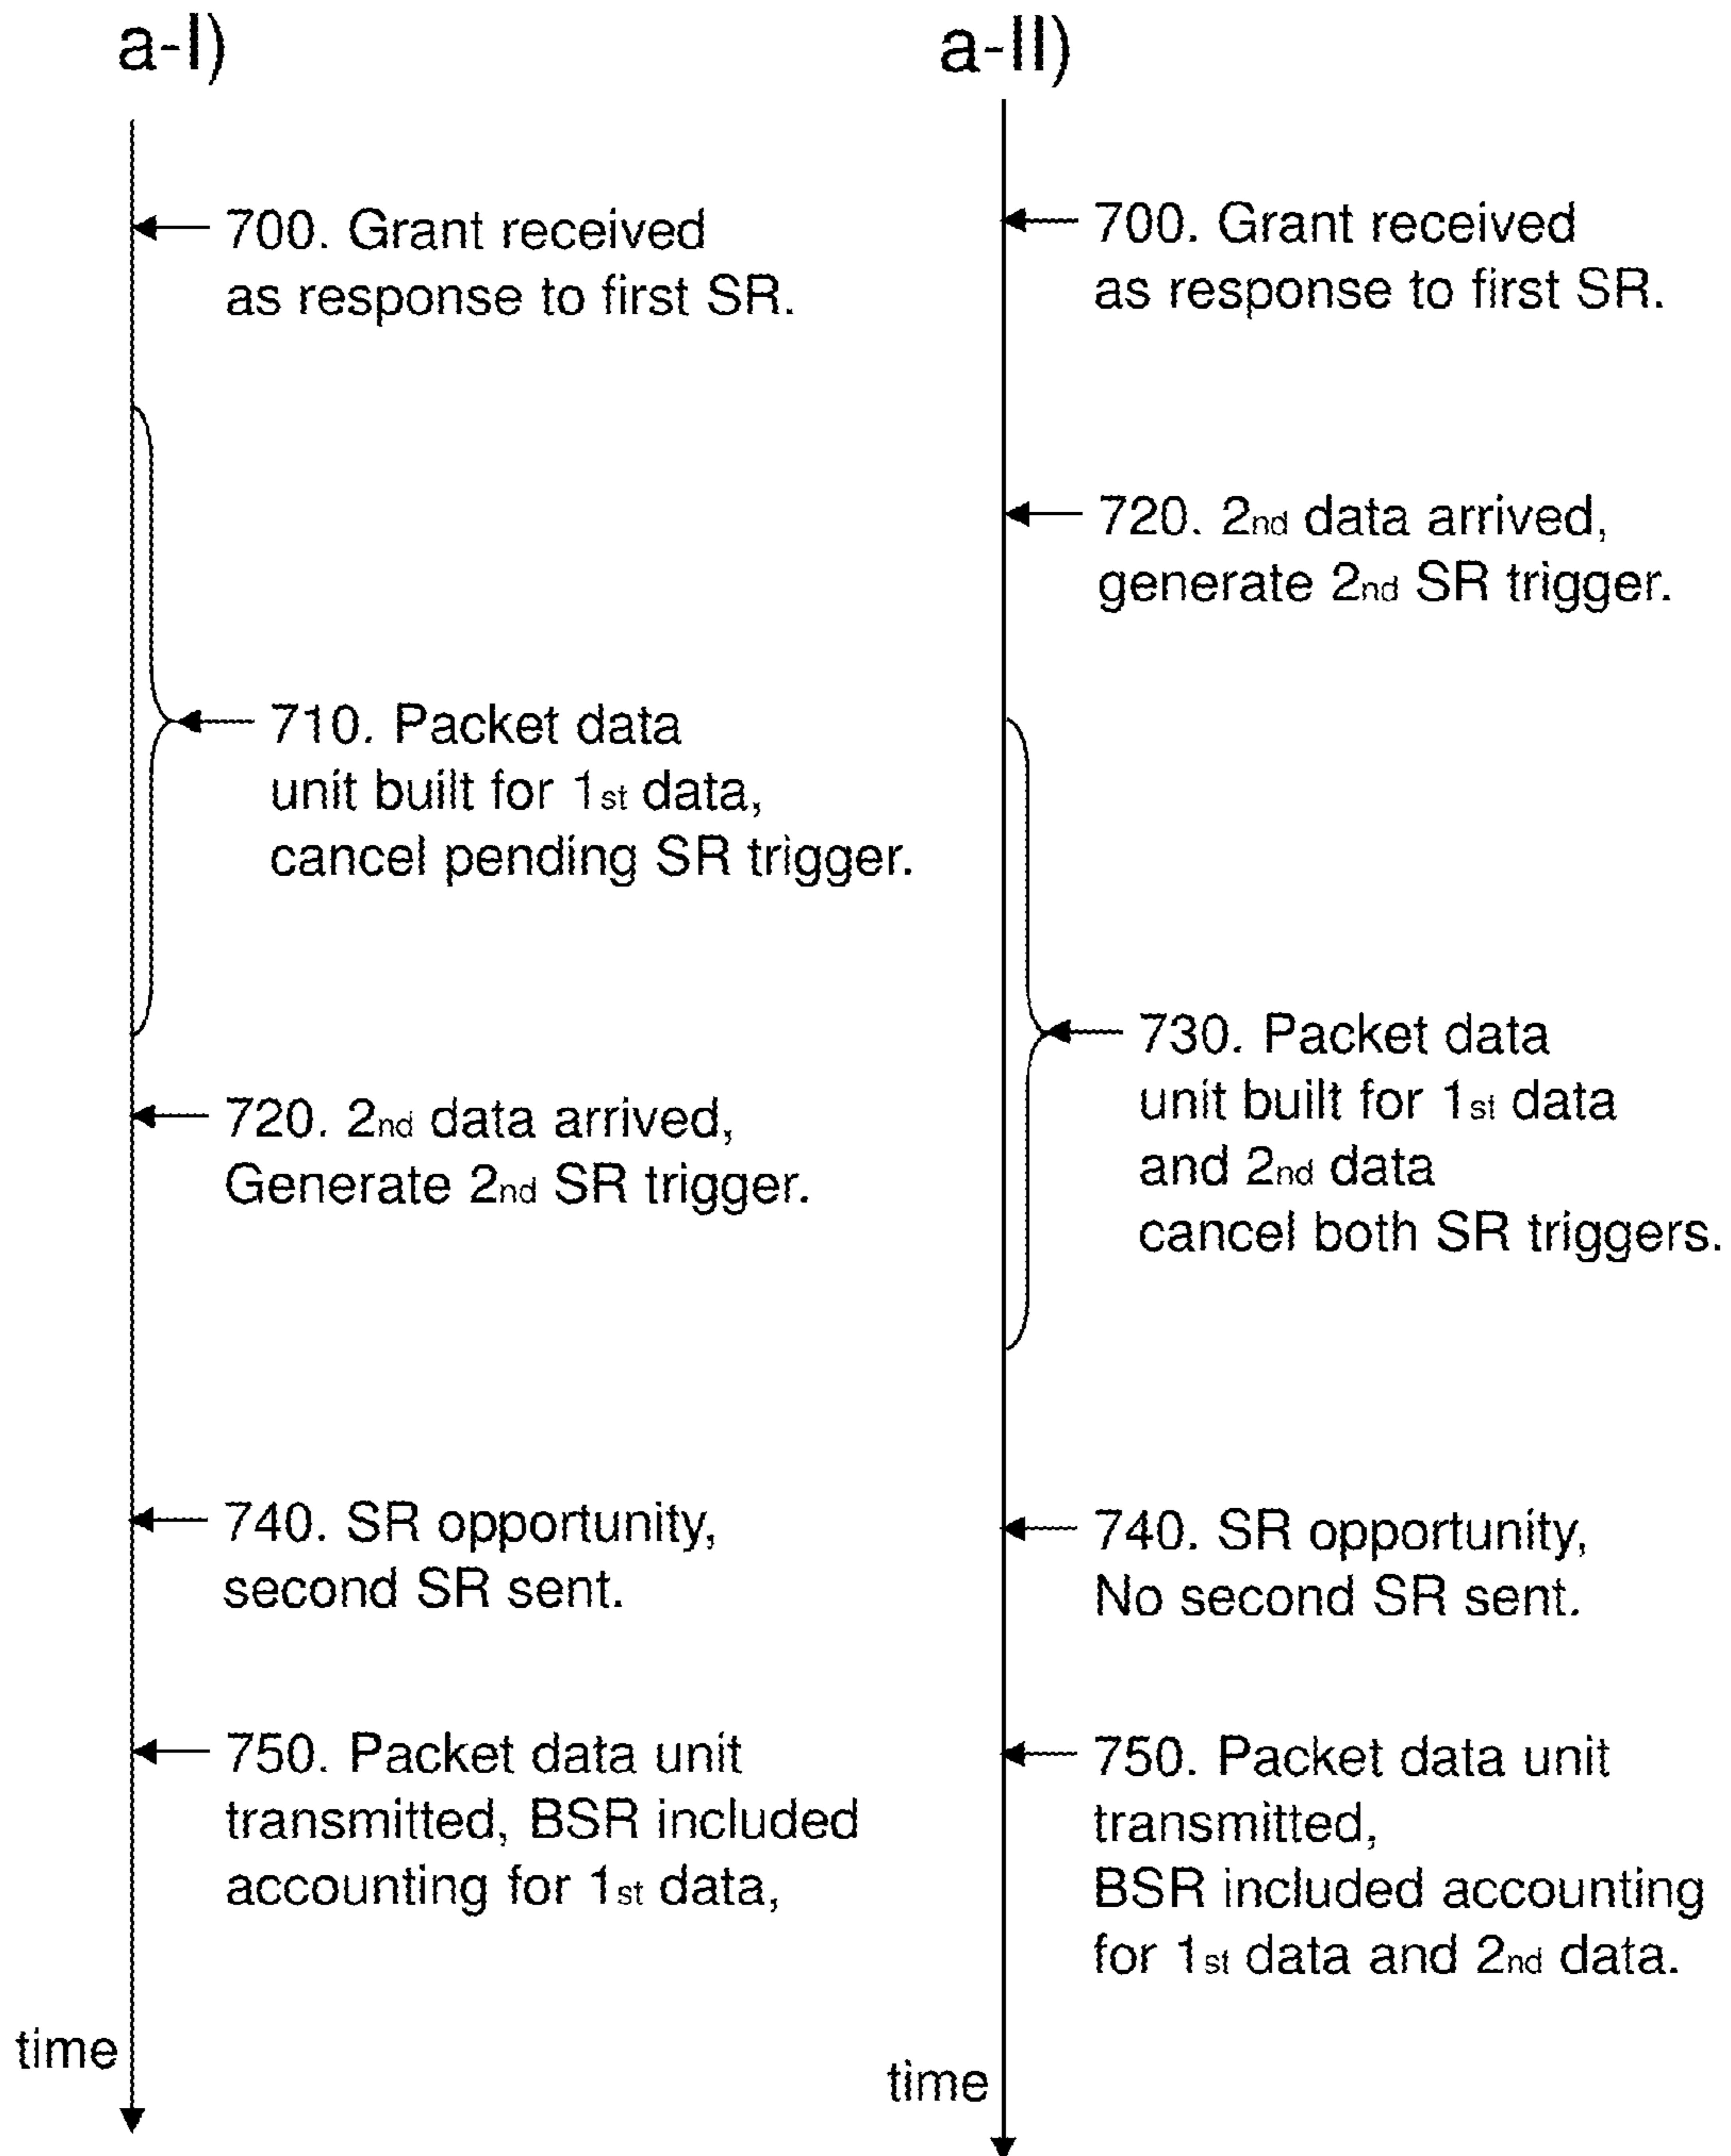 a-I)
700. Grant received
as response to first SR.
710. Packet data
unit built for 1st data,
cancel pending SR trigger.
720. 2nd data arrived,
Generate 2nd SR trigger.
740. SR opportunity,
second SR sent.
750. Packet data unit
transmitted, BSR included
accounting for 1st data,
time
a-II)
700. Grant received
as response to first SR.
720. 2nd data arrived,
generate 2nd SR trigger.
730. Packet data
unit built for 1st data
and 2nd data
cancel both SR triggers.
740. SR opportunity,
No second SR sent.
750. Packet data unit
transmitted,
BSR included accounting
for 1st data and 2nd data.
time